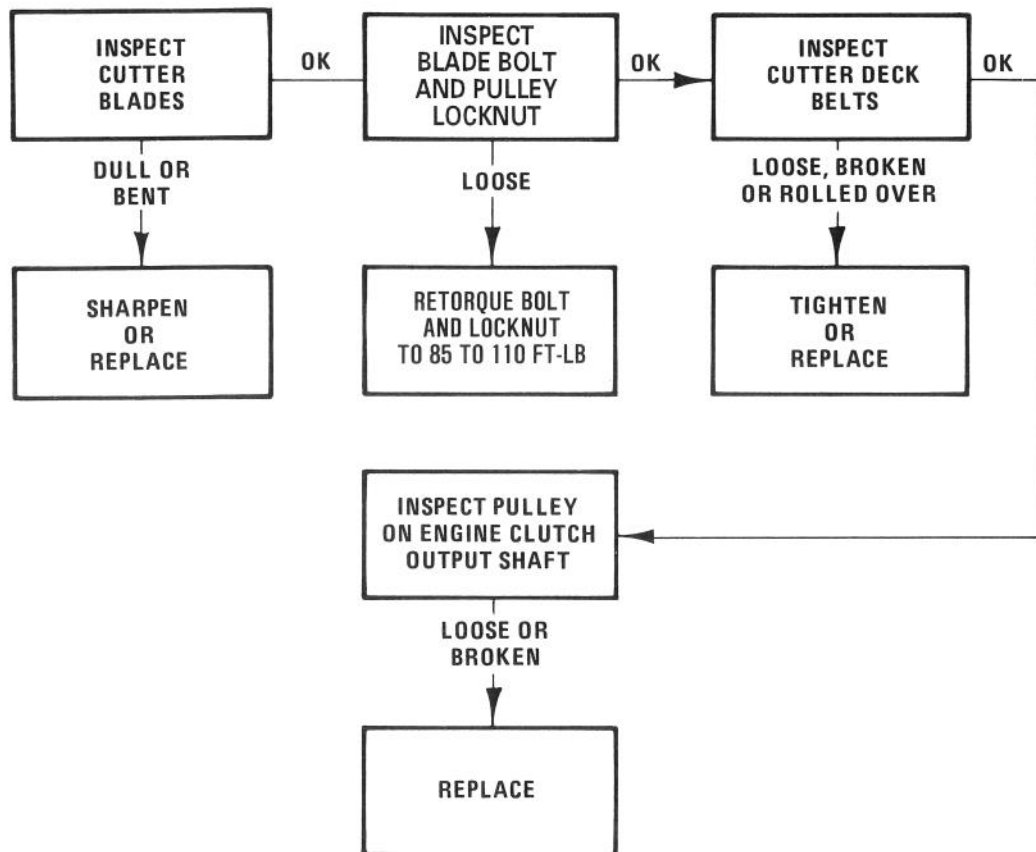 INSPECT
CUTTER
BLADES
OK
INSPECT
BLADE BOLT
AND PULLEY
LOCKNUT
OK
INSPECT
CUTTER DECK
BELTS
OK
DULL OR
BENT
LOOSE
LOOSE, BROKEN
OR ROLLED OVER
SHARPEN
OR
REPLACE
RETORQUE BOLT
AND LOCKNUT
TO 85 TO 110 FT-LB
TIGHTEN
OR
REPLACE
INSPECT PULLEY
ON ENGINE CLUTCH
OUTPUT SHAFT
LOOSE OR
BROKEN
REPLACE